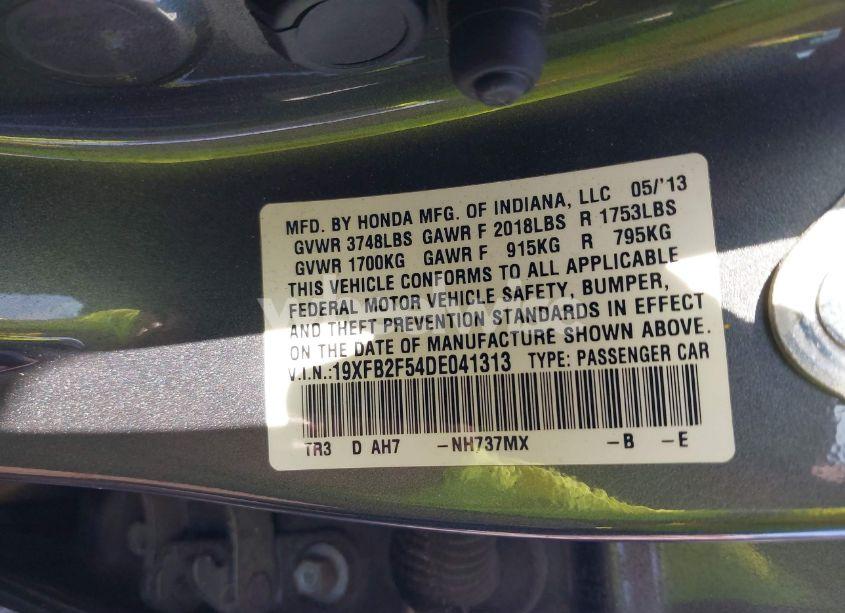 MFD. BY HONDA MFG. OF INDIANA, LLC 05/'13
GVWR 3748LBS GAWR F 2018LBS R 1753LBS
GVWR 1700KG GAWR F 915KG R 795KG
THIS VEHICLE CONFORMS TO ALL APPLICABLE
FEDERAL MOTOR VEHICLE SAFETY, BUMPER,
AND THEFT PREVENTION STANDARDS IN EFFECT
ON THE DATE OF MANUFACTURE SHOWN ABOVE.
V.I.N.:19XFB2F54DE041313 TYPE: PASSENGER CAR
TR3 D AH7 -NH737MX -B -E